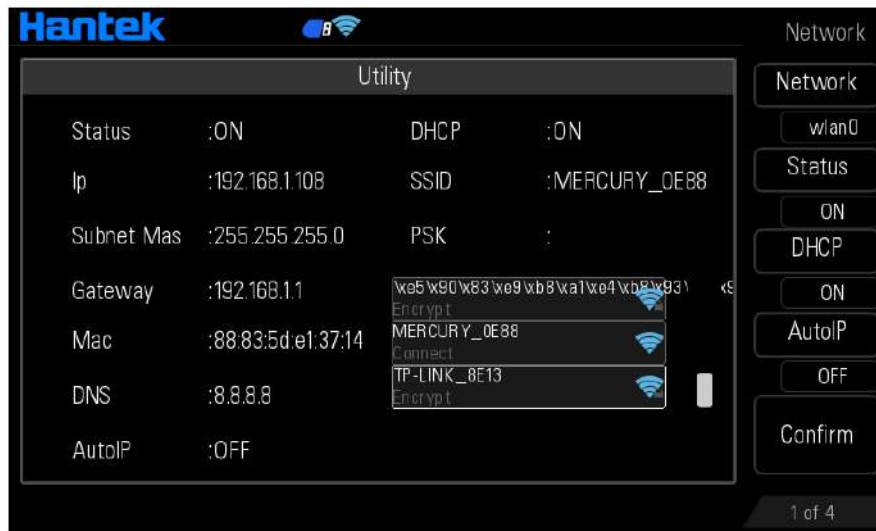 Hantek
Network
Utility
Network
wlan0
Status :ON DHCP :ON
Status
Ip :192.168.1.108 SSID :MERCURY_0E88
ON
Subnet Mas :255.255.255.0 PSK :
DHCP
Gateway :192.168.1.1
\xe5\x90\x83\xe9\xb8\xa1\xe4\xb8\x93\
Encrypt
ON
Mac :88:83:5d:e1:37:14
MERCURY_0E88
Connect
AutoIP
TP-LINK_8E13
Encrypt
OFF
DNS :8.8.8.8
Confirm
AutoIP :OFF
1 of 4